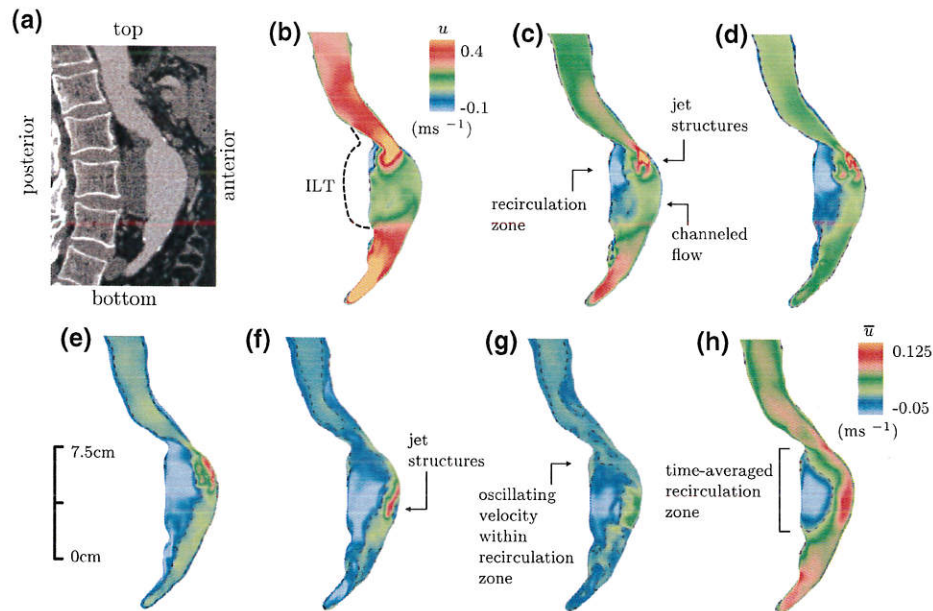 (a)
top
posterior
anterior
bottom
(b)
u
0.4
-0.1
(ms -1)
ILT
(c)
jet
structures
recirculation
zone
channeled
flow
(d)
(e)
7.5cm
0cm
(f)
jet
structures
(g)
oscillating
velocity
within
recirculation
zone
(h)
u̅
0.125
-0.05
(ms -1)
time-averaged
recirculation
zone